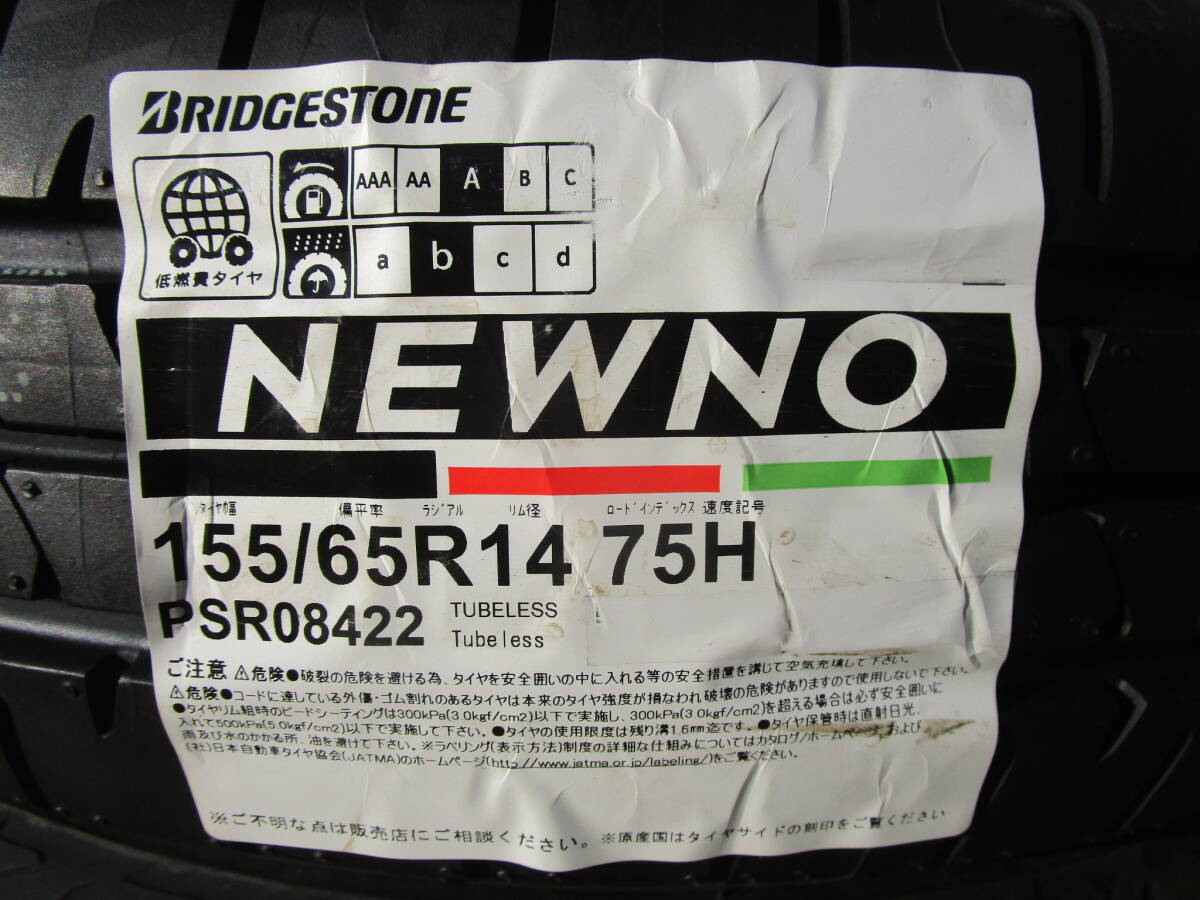 BRIDGESTONE
低燃費タイヤ
AAA AA A B C
a b c d
NEWNO
タイヤ幅 偏平率 ラジアル リム径 ロードインデックス 速度記号
155/65R14 75H
PSR08422 TUBELESS
Tubeless
ご注意 ⚠危険●破裂の危険を避ける為、タイヤを安全囲いの中に入れる等の安全措置を講じて空気充填して下さい。
⚠危険●コードに達している外傷・ゴム割れのあるタイヤは本来のタイヤ強度が損なわれ破壊の危険がありますので使用しないで下さい。
●タイヤリム組時のビードシーティングは300kPa(3.0kgf/cm2)以下で実施し、300kPa(3.0kgf/cm2)を超える場合は必ず安全囲いに
入れて500kPa(5.0kgf/cm2)以下で実施して下さい。●タイヤの使用限度は残り溝1.6mm迄です。●タイヤ保管時は直射日光、
雨及び水のかかる所、油を避けて下さい。※ラベリング(表示方法)制度の詳細な仕組みについてはカタログ/ホームページ、および
(社)日本自動車タイヤ協会(JATMA)のホームページ(http://www.jatma.or.jp/labeling/)をご覧ください。
※ご不明な点は販売店にご相談ください。※原産国はタイヤサイドの刻印をご覧ください